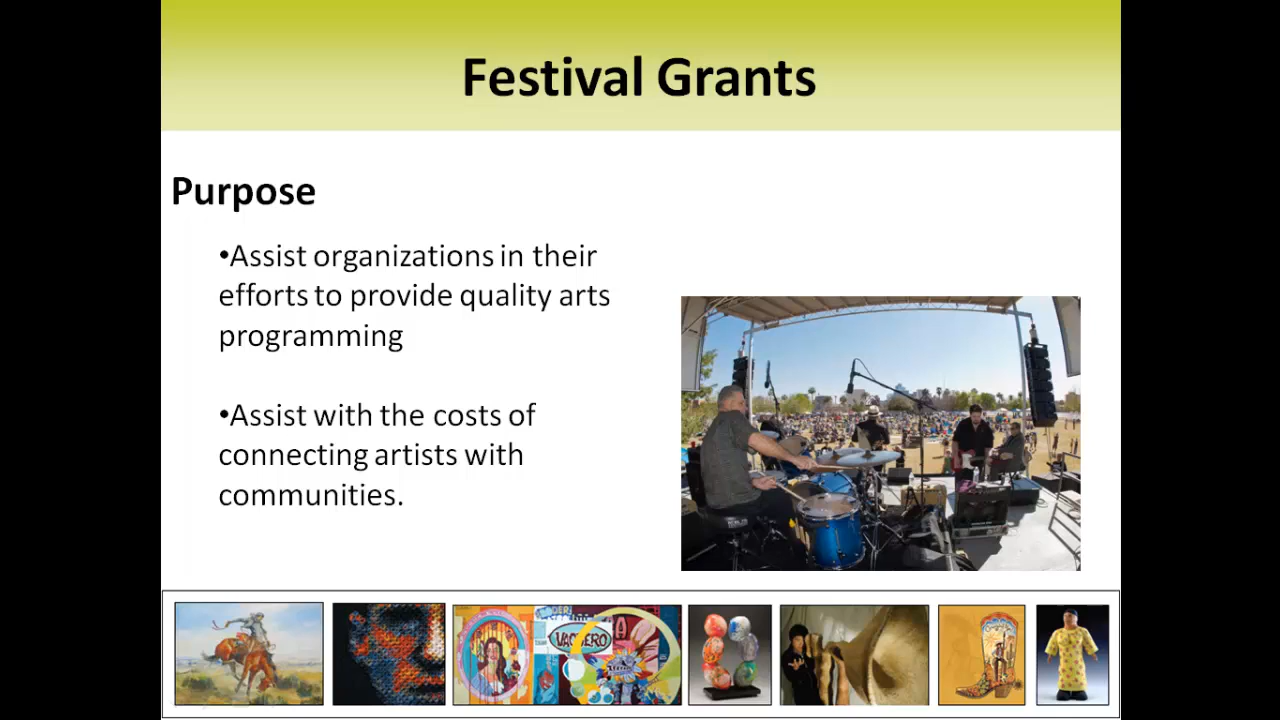 Festival Grants
Purpose
•Assist organizations in their
efforts to provide quality arts
programming
•Assist with the costs of
connecting artists with
communities.
VAQUERO